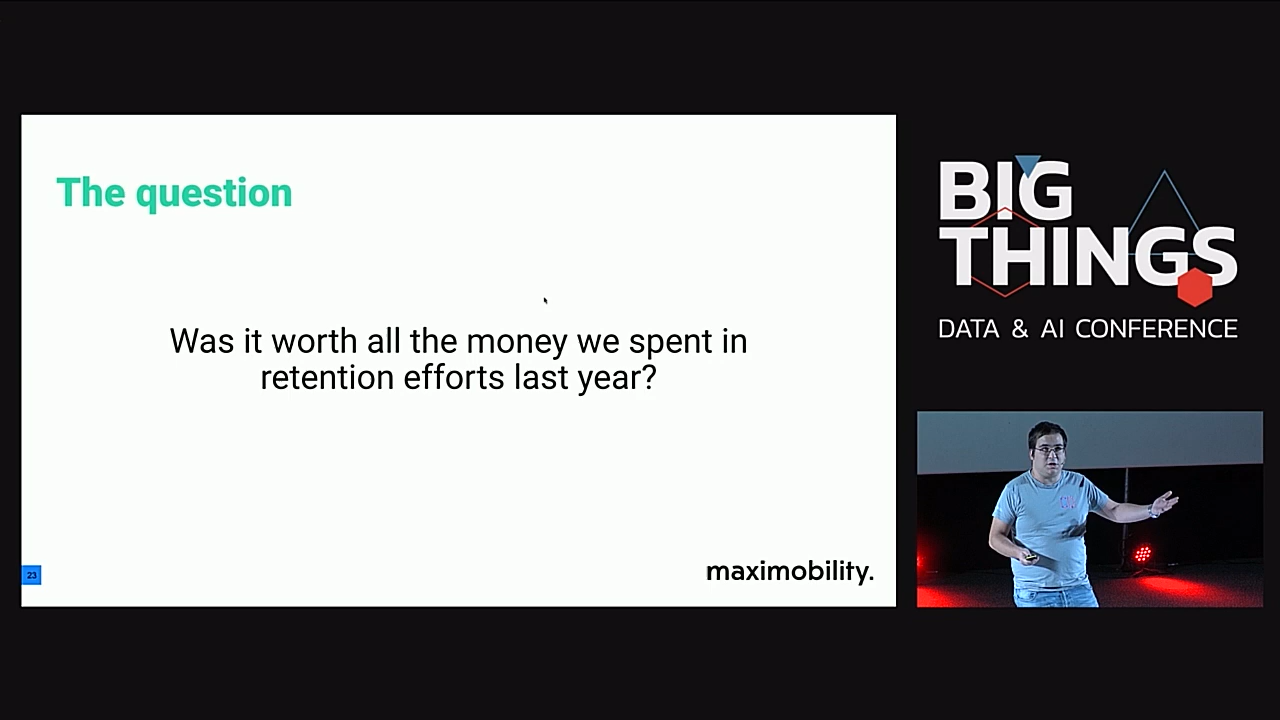 The question
Was it worth all the money we spent in
retention efforts last year?
23
maximobility.
BIG
THINGS
DATA & AI CONFERENCE